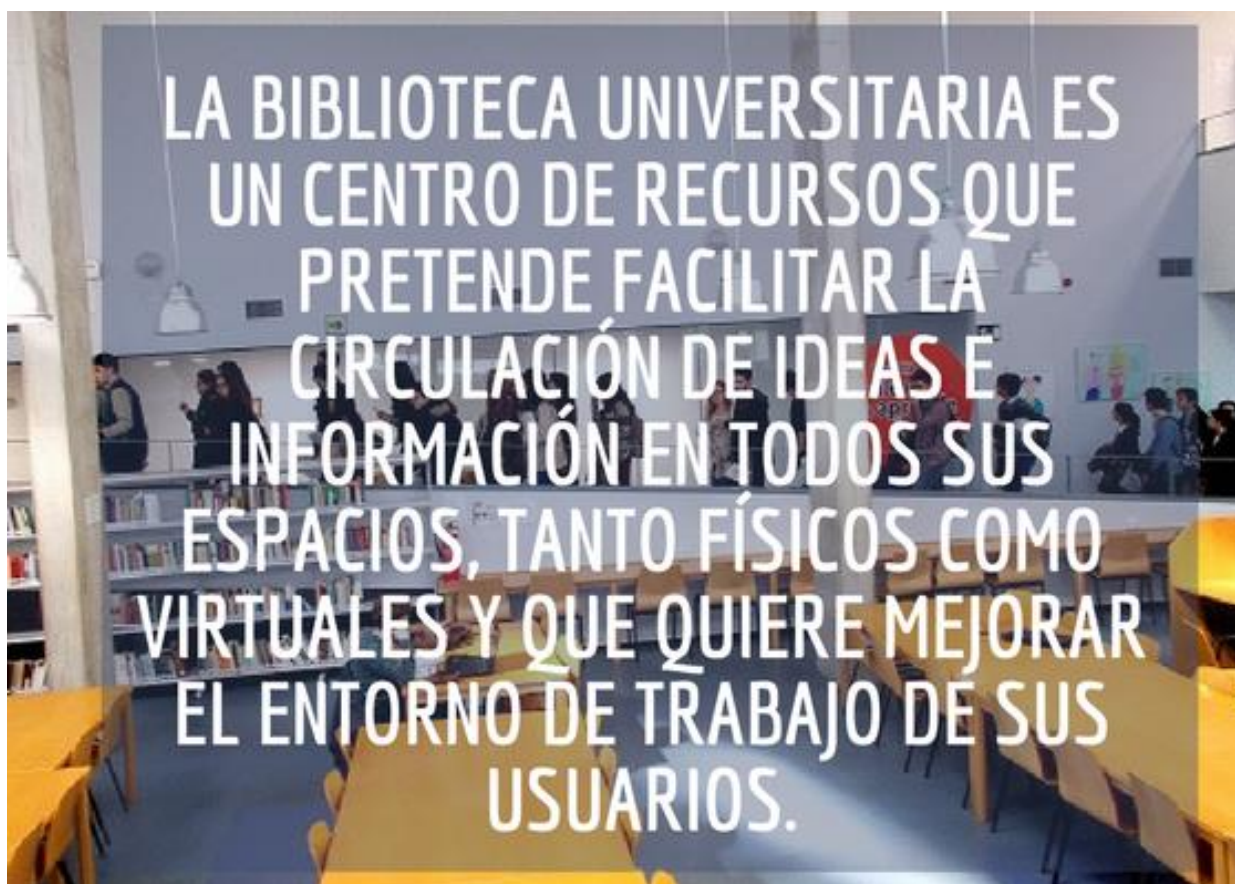 LA BIBLIOTECA UNIVERSITARIA ES
UN CENTRO DE RECURSOS QUE
PRETENDE FACILITAR LA
CIRCULACIÓN DE IDEAS E
INFORMACIÓN EN TODOS SUS
ESPACIOS, TANTO FÍSICOS COMO
VIRTUALES Y QUE QUIERE MEJORAR
EL ENTORNO DE TRABAJO DE SUS
USUARIOS.